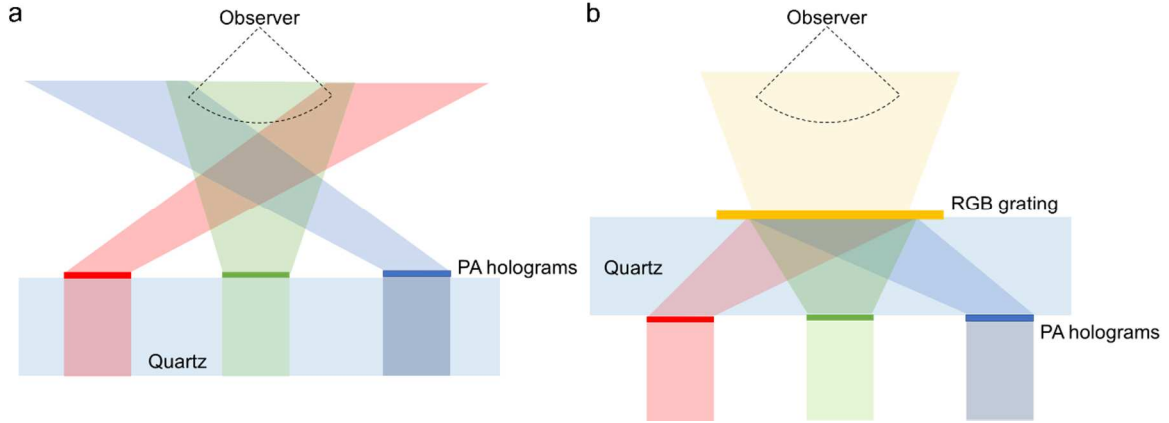 a
Observer
PA holograms
Quartz
b
Observer
RGB grating
Quartz
PA holograms